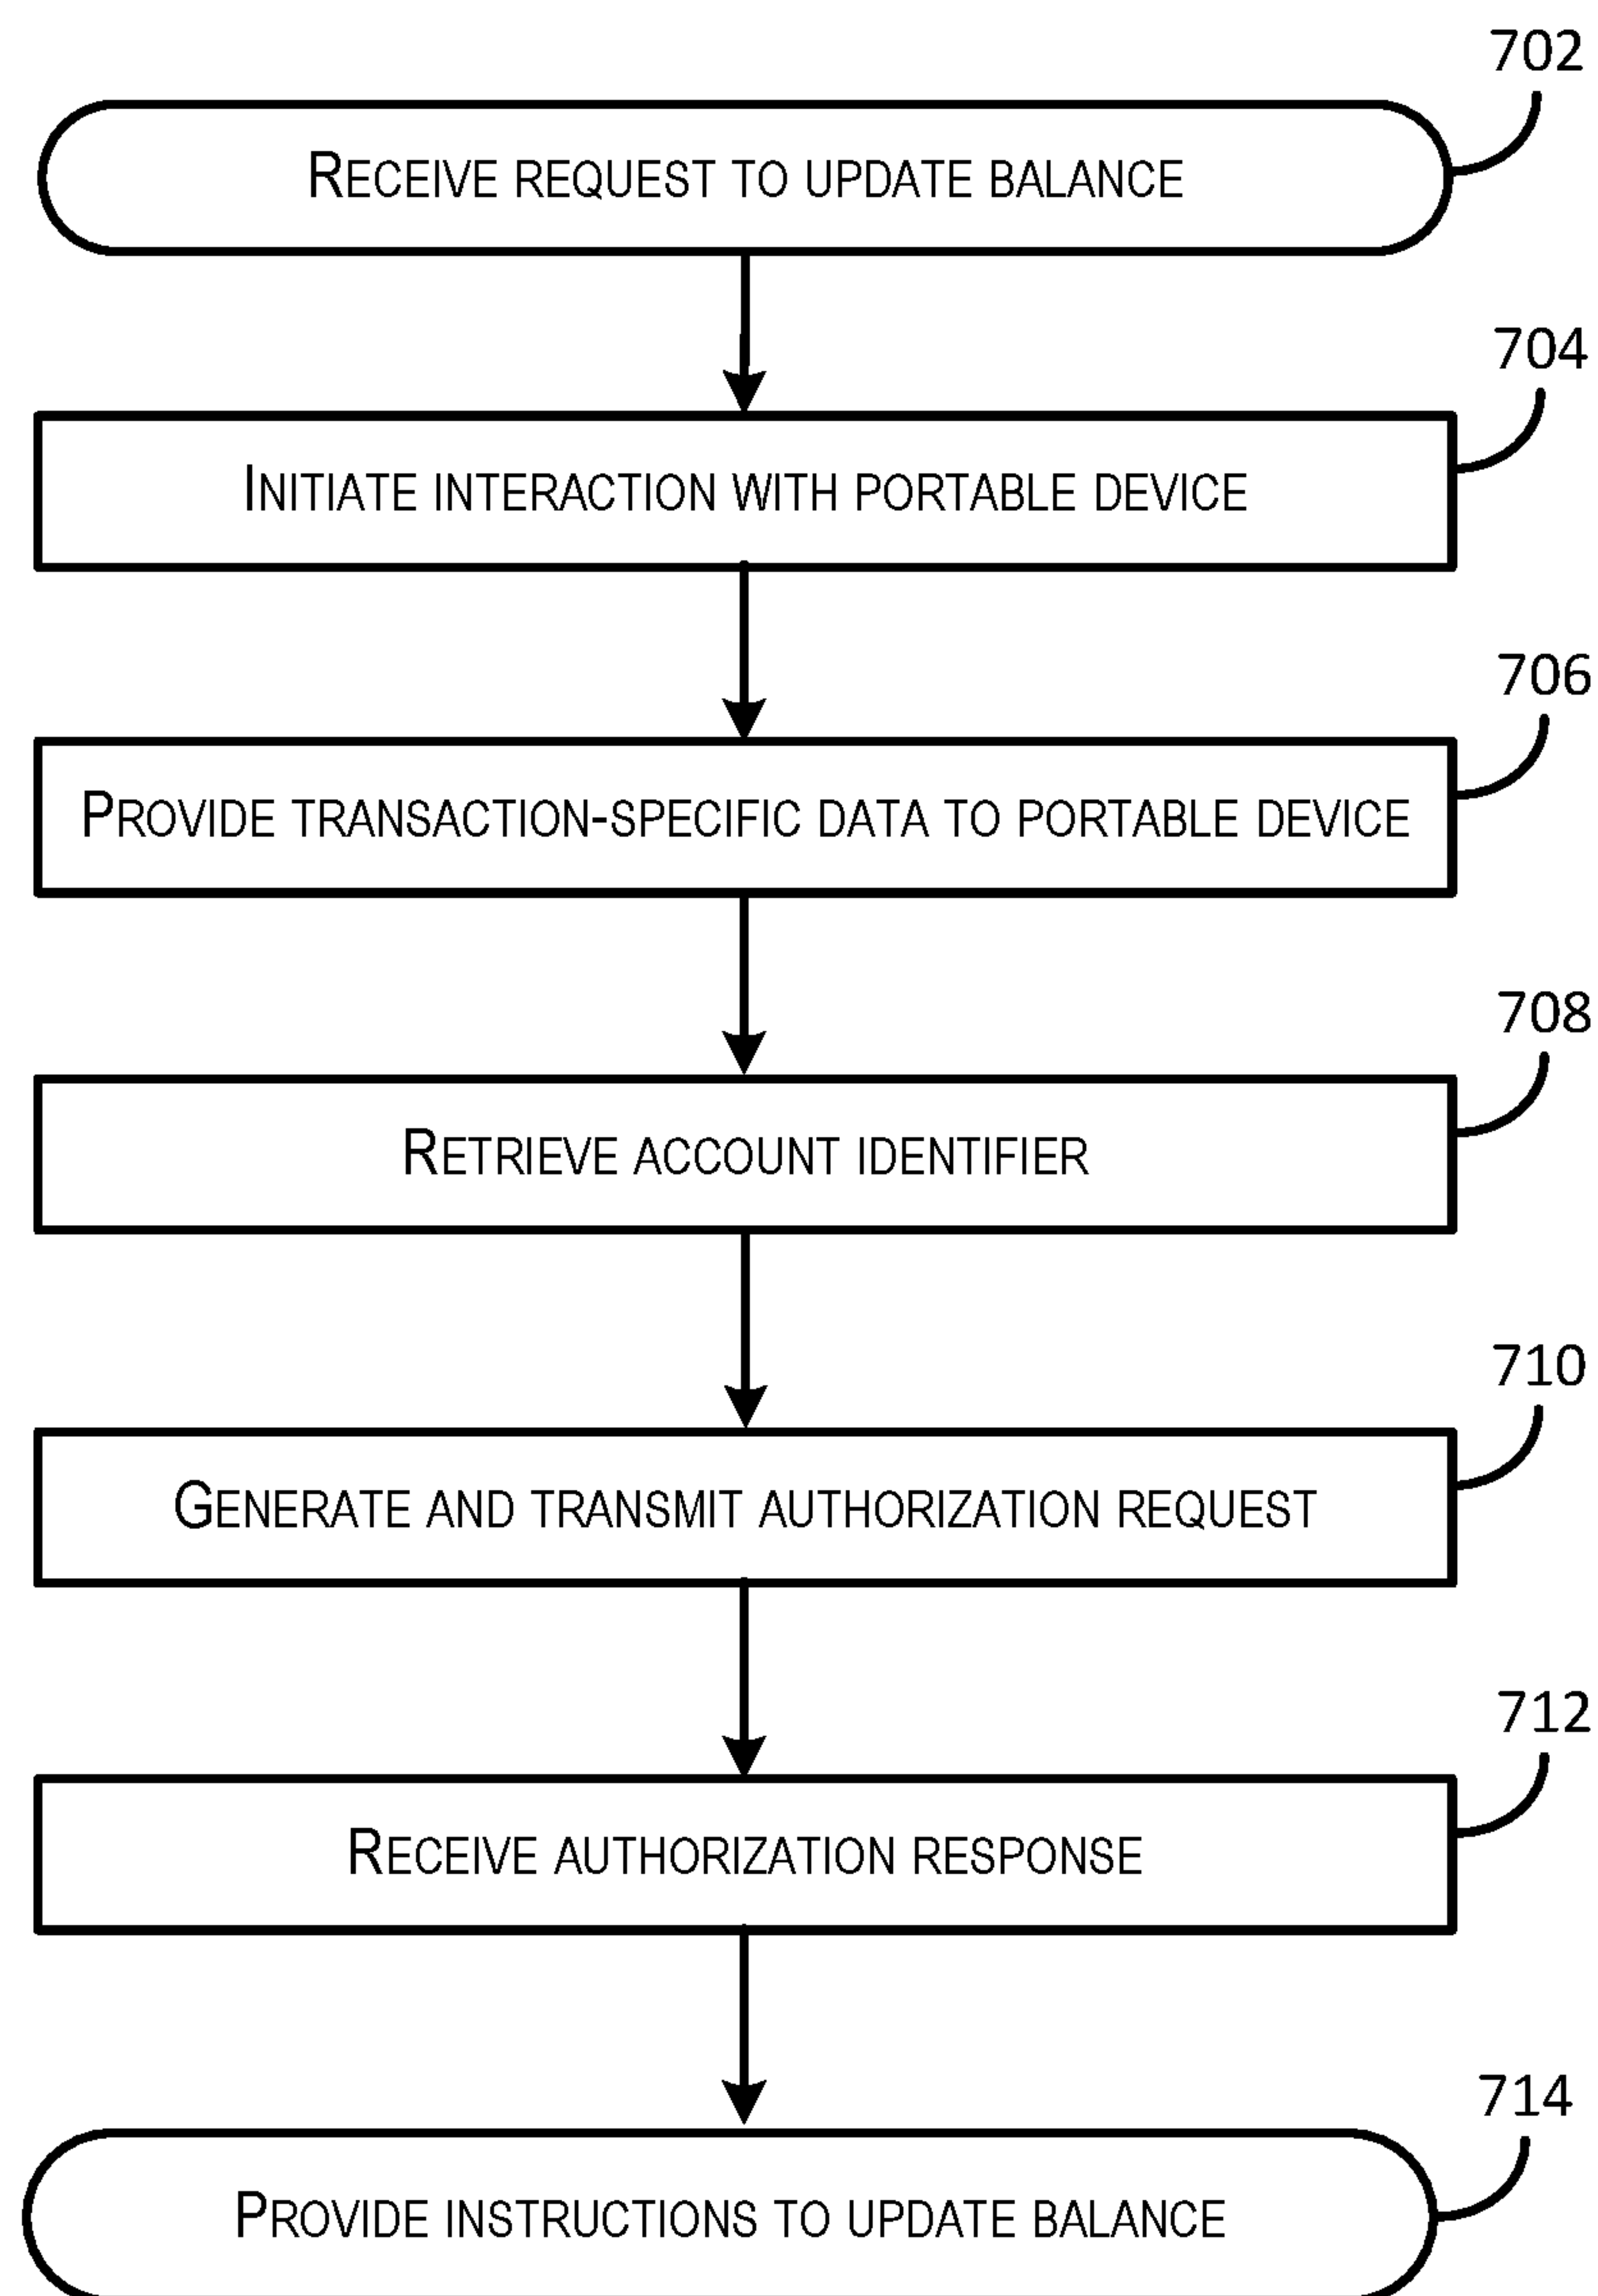 702
RECEIVE REQUEST TO UPDATE BALANCE
704
INITIATE INTERACTION WITH PORTABLE DEVICE
706
PROVIDE TRANSACTION-SPECIFIC DATA TO PORTABLE DEVICE
708
RETRIEVE ACCOUNT IDENTIFIER
710
GENERATE AND TRANSMIT AUTHORIZATION REQUEST
712
RECEIVE AUTHORIZATION RESPONSE
714
PROVIDE INSTRUCTIONS TO UPDATE BALANCE